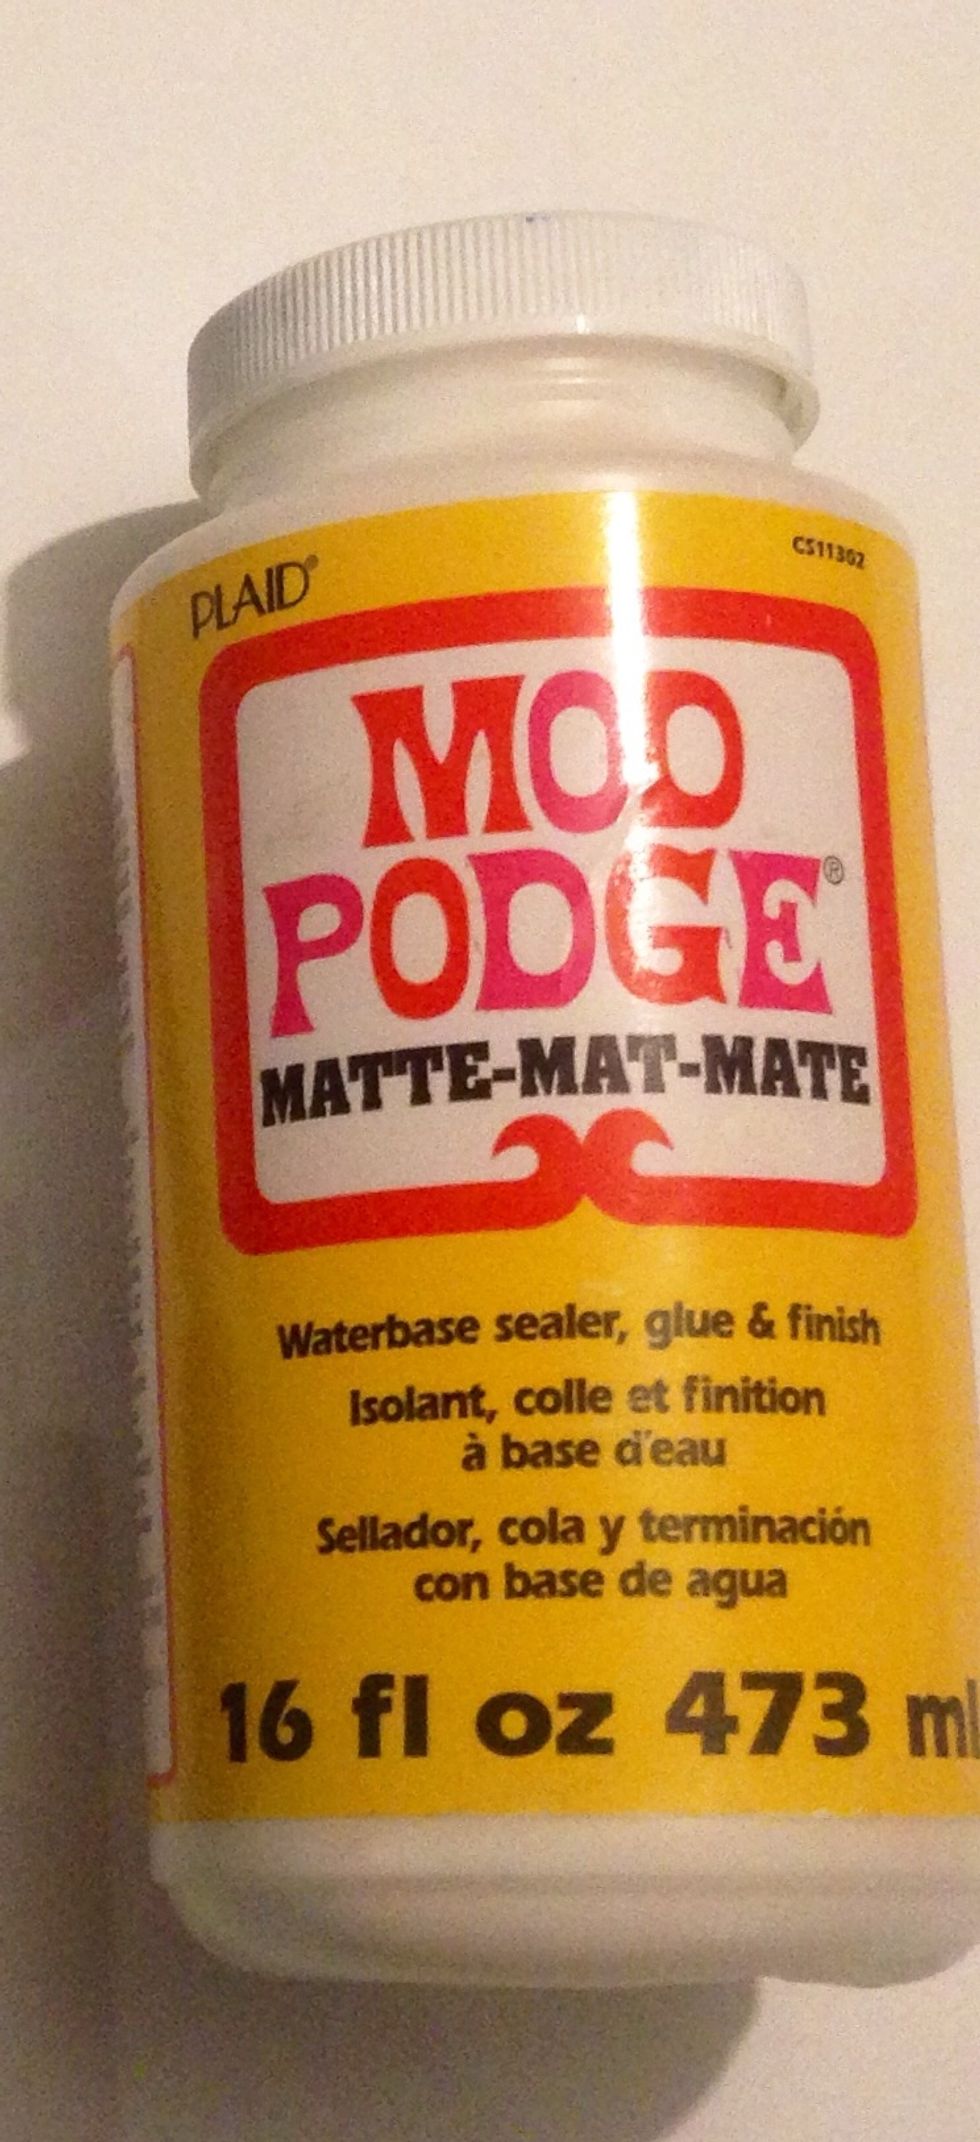 PLAID®
CS11302
MOD
PODGE®
MATTE-MAT-MATE
Waterbase sealer, glue & finish
Isolant, colle et finition
à base d'eau
Sellador, cola y terminación
con base de agua
16 fl oz 473 ml